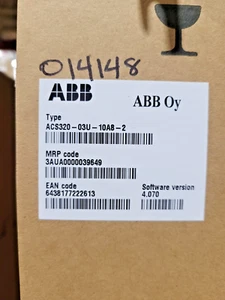 014148
ABB ABB Oy
Type
ACS320-03U-10A8-2
MRP code
3AUA0000039649
EAN code Software version
6438177222613 4.070